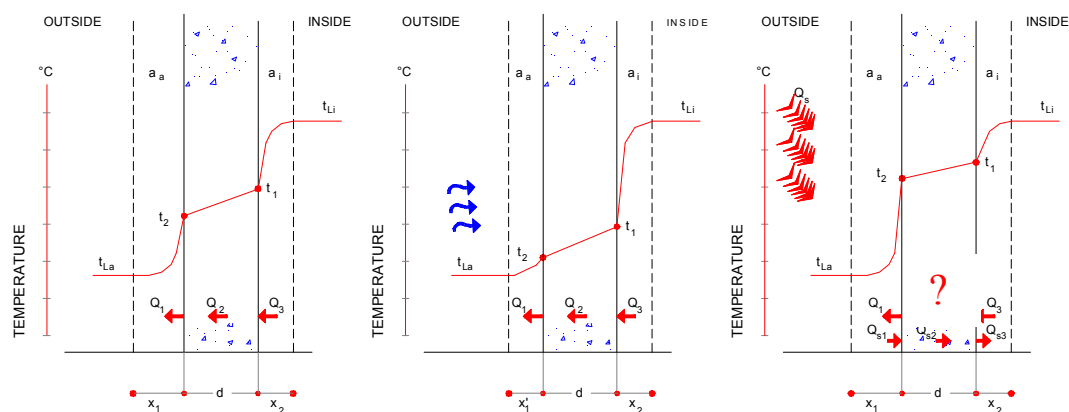 OUTSIDE INSIDE
°C
a a
a i
t Li
t 1
t 2
t La
TEMPERATURE
Q 1 Q 2 Q 3
x 1 d x 2
OUTSIDE INSIDE
°C
a a
a i
t Li
t 1
t 2
t La
TEMPERATURE
Q 1 Q 2 Q 3
x 1' d x 2
OUTSIDE INSIDE
°C
Q s
a a
a i
t Li
t 1
t 2
t La
TEMPERATURE
?
Q 1 Q 3
Q s1 Q s2 Q s3
x 1 d x 2